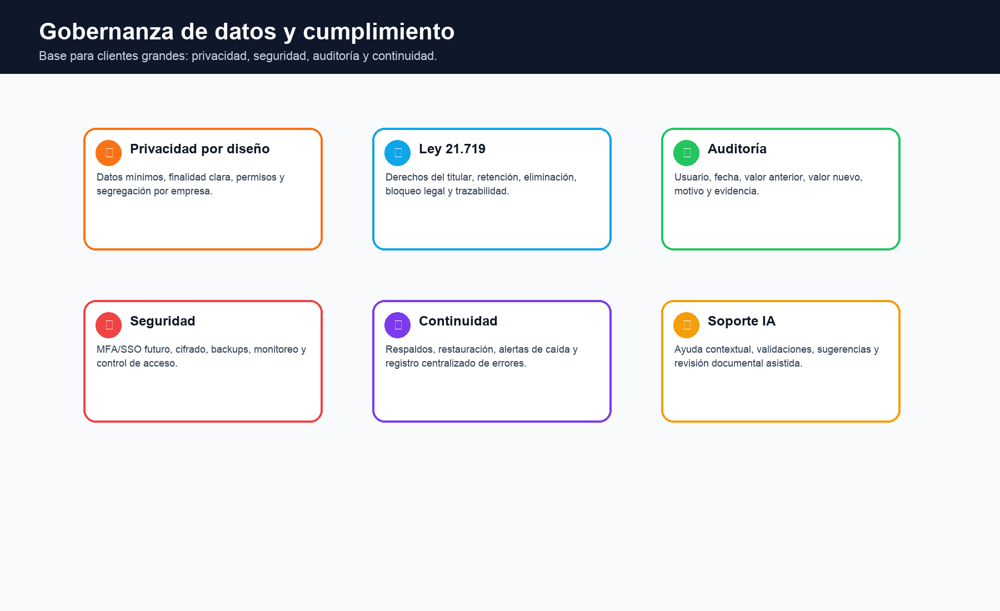 Gobernanza de datos y cumplimiento
Base para clientes grandes: privacidad, seguridad, auditoría y continuidad.
Privacidad por diseño
Datos mínimos, finalidad clara, permisos y
segregación por empresa.
Ley 21.719
Derechos del titular, retención, eliminación,
bloqueo legal y trazabilidad.
Auditoría
Usuario, fecha, valor anterior, valor nuevo,
motivo y evidencia.
Seguridad
MFA/SSO futuro, cifrado, backups, monitoreo y
control de acceso.
Continuidad
Respaldos, restauración, alertas de caída y
registro centralizado de errores.
Soporte IA
Ayuda contextual, validaciones, sugerencias y
revisión documental asistida.